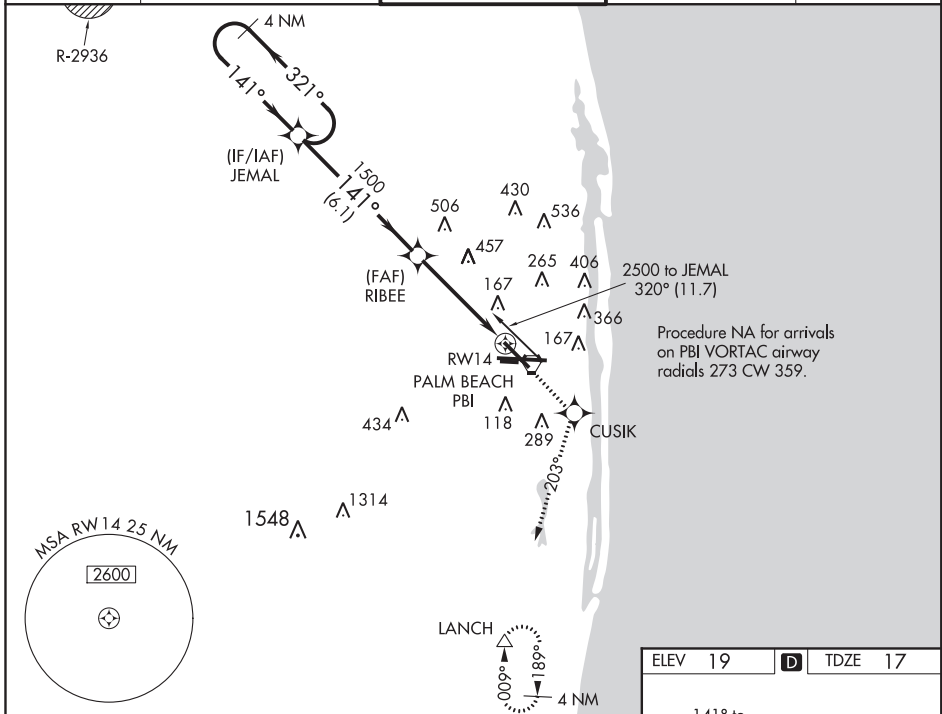 R-2936
4 NM
141°
321°
(IF/IAF)
JEMAL
1500
141°
(6.1)
506
430
536
457
(FAF)
RIBEE
265
406
167
2500 to JEMAL
320° (11.7)
366
167
Procedure NA for arrivals
on PBI VORTAC airway
radials 273 CW 359.
RW14
PALM BEACH
PBI
434
118
289
CUSIK
203°
1314
1548
MSA RW14 25 NM
2600
LANCH
009°
189°
4 NM
ELEV 19
D
TDZE 17